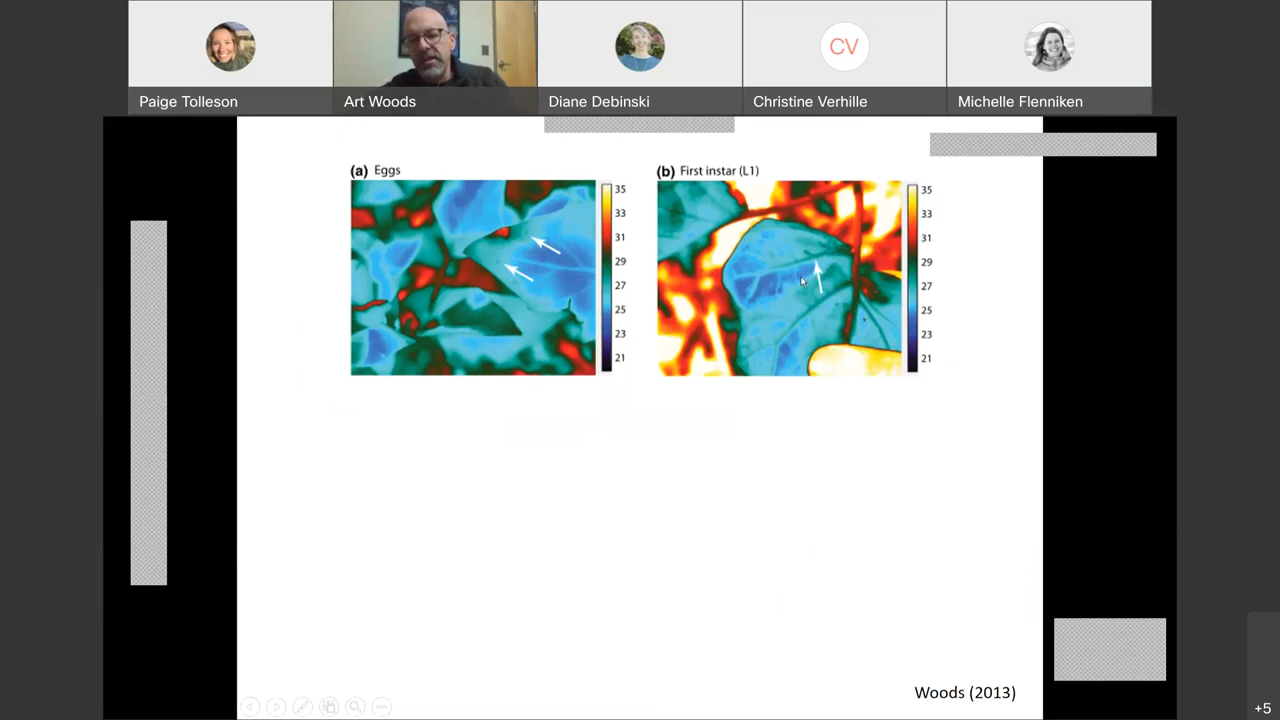 Paige Tolleson
Art Woods
Diane Debinski
CV
Christine Verhille
Michelle Flenniken
(a) Eggs
35
33
31
29
27
25
23
21
(b) First instar (L1)
35
33
31
29
27
25
23
21
Woods (2013)
+5